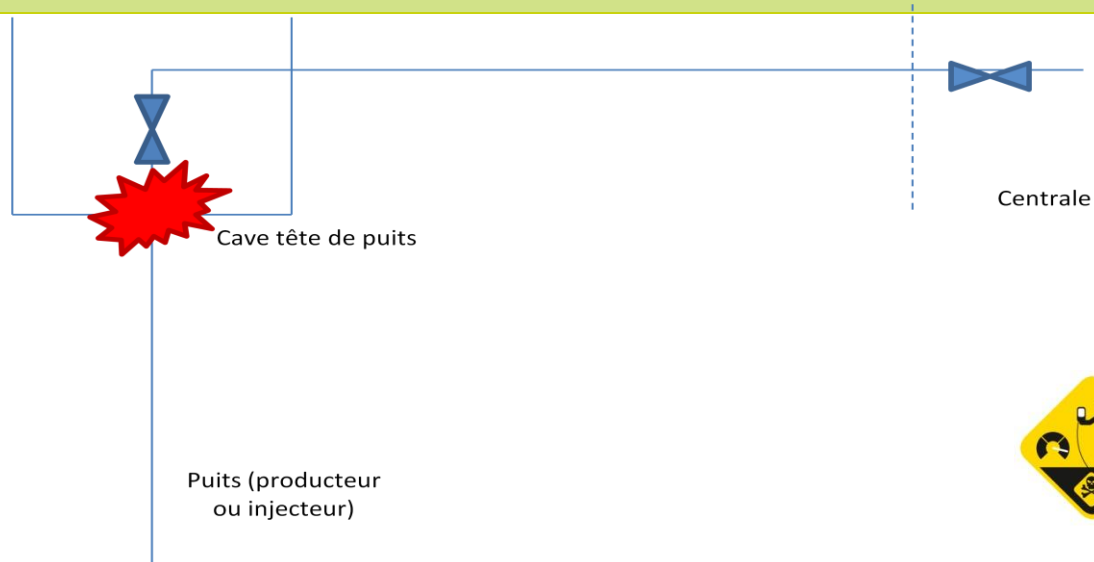 Centrale
Cave tête de puits
Puits (producteur
ou injecteur)